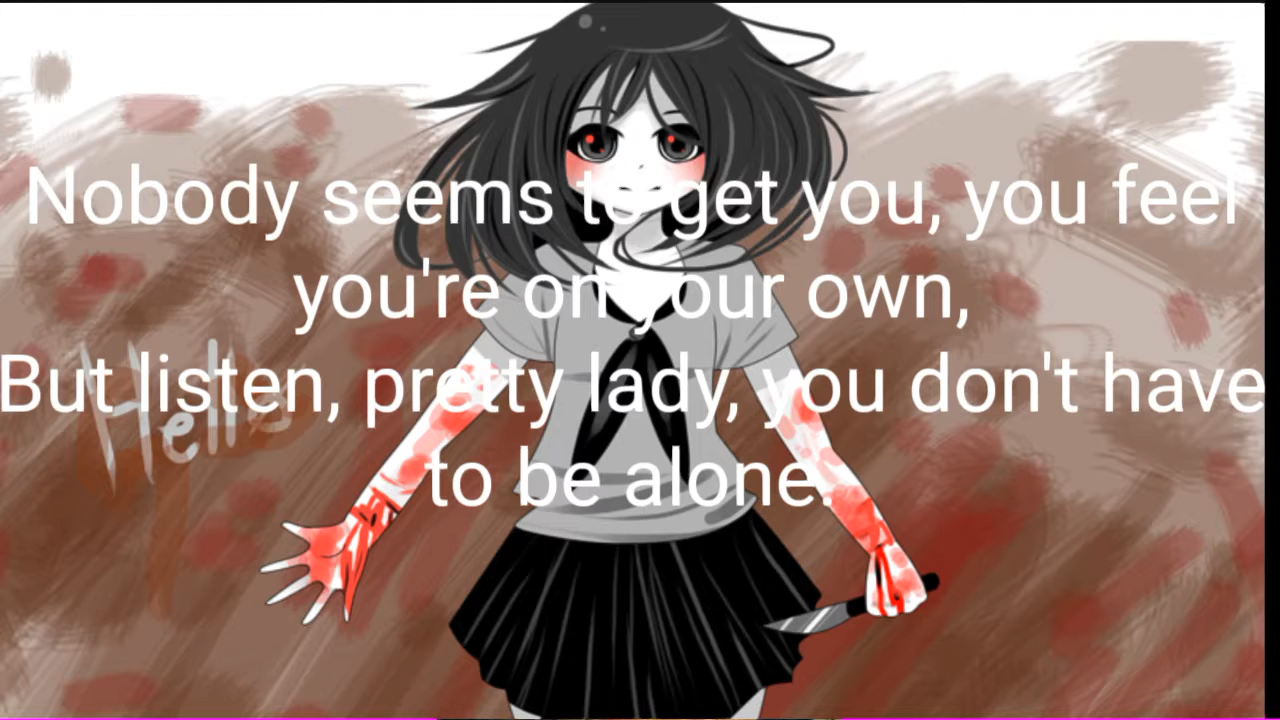 Nobody seems to get you, you feel
you're on your own,
But listen, pretty lady, you don't have
to be alone.
Hello